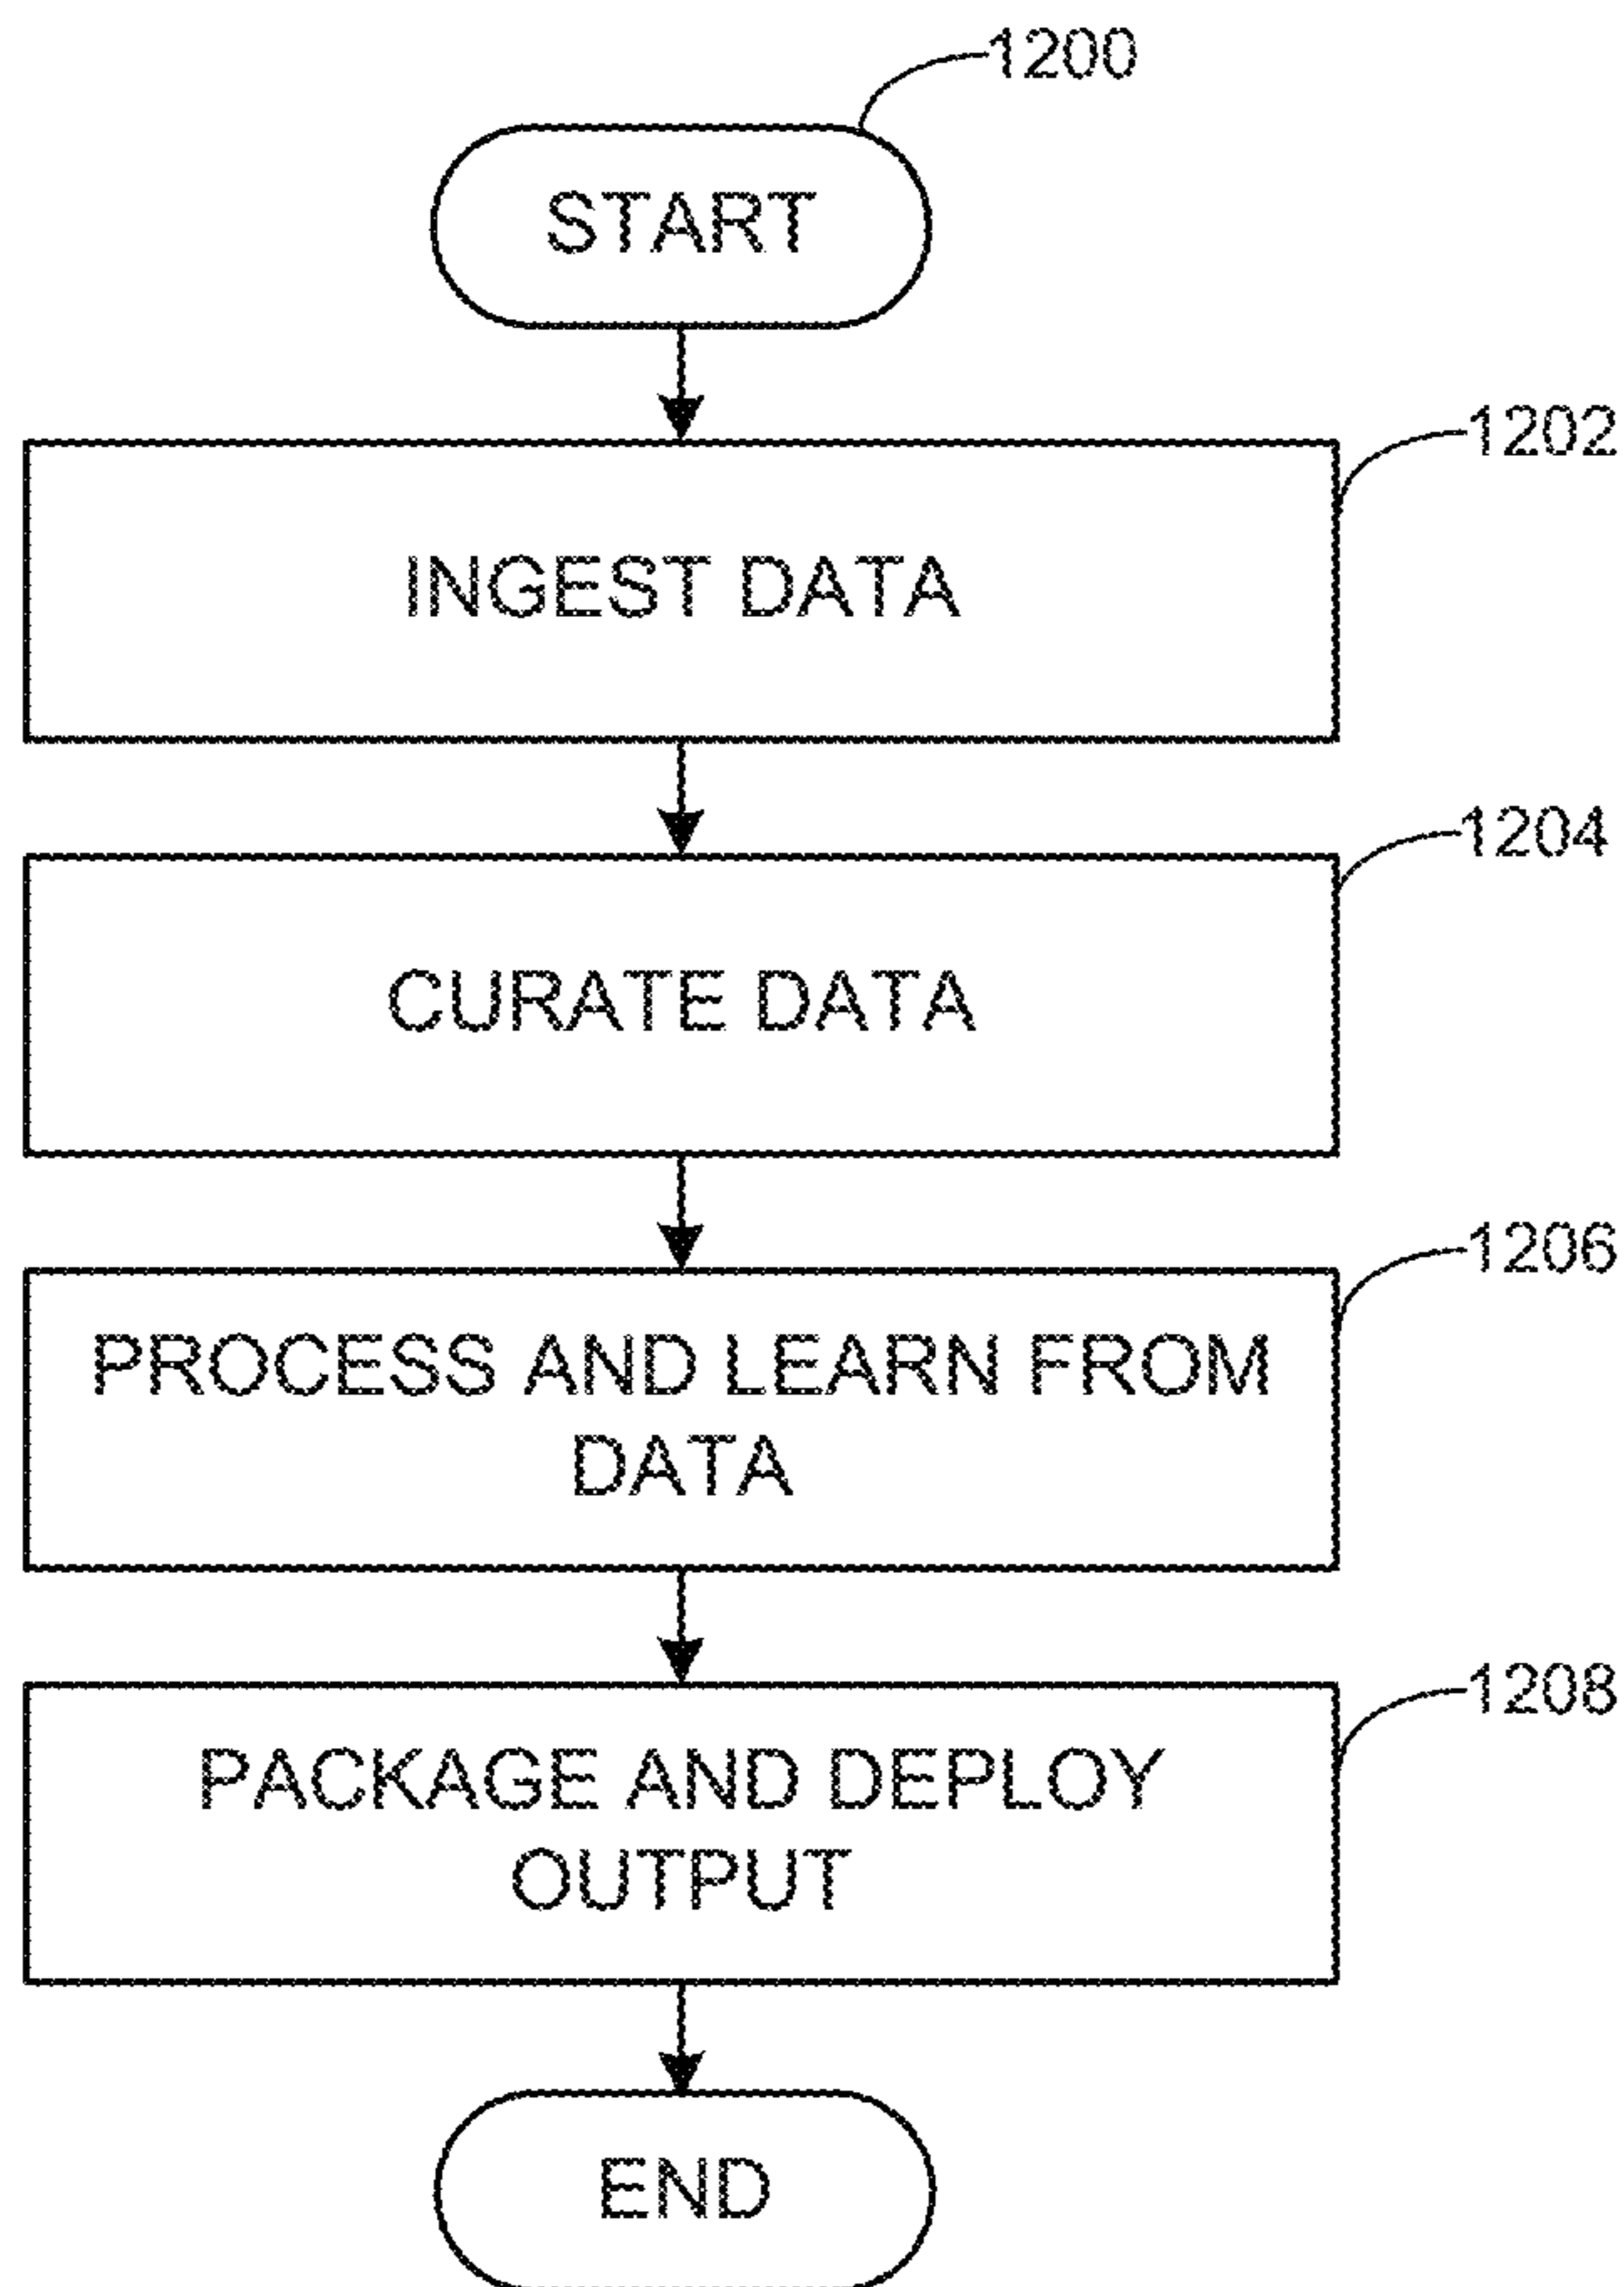 1200
START
1202
INGEST DATA
1204
CURATE DATA
1206
PROCESS AND LEARN FROM
DATA
1208
PACKAGE AND DEPLOY
OUTPUT
END